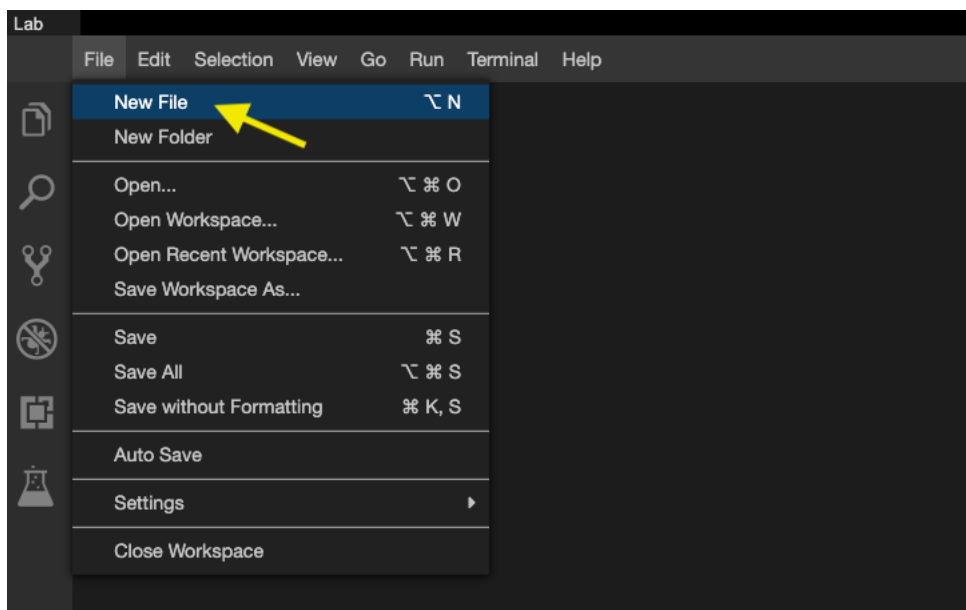 Lab
File Edit Selection View Go Run Terminal Help
New File ⌥ N
New Folder
Open... ⌥ ⌘ O
Open Workspace... ⌥ ⌘ W
Open Recent Workspace... ⌥ ⌘ R
Save Workspace As...
Save ⌘ S
Save All ⌥ ⌘ S
Save without Formatting ⌘ K, S
Auto Save
Settings
Close Workspace